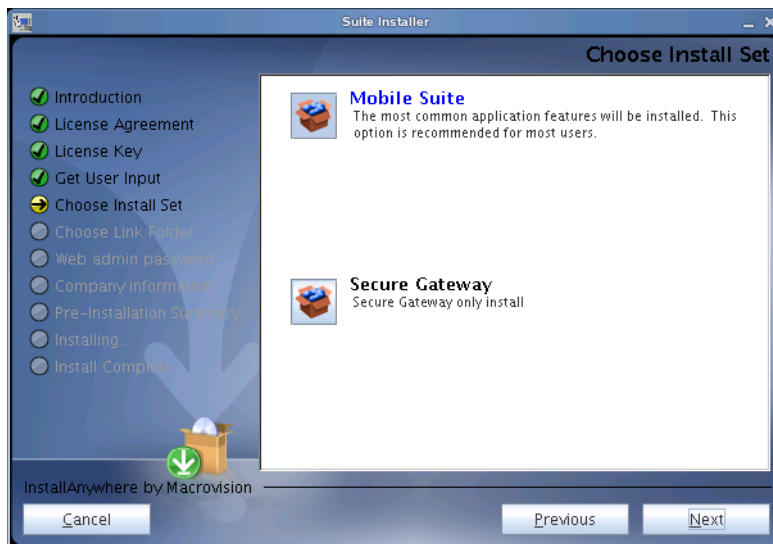 Suite Installer
Choose Install Set
Introduction
License Agreement
License Key
Get User Input
Choose Install Set
Choose Link Folder
Web admin password
Company information
Pre-Installation Summary
Installing...
Install Complete
Mobile Suite
The most common application features will be installed. This
option is recommended for most users.
Secure Gateway
Secure Gateway only install
InstallAnywhere by Macrovision
Cancel
Previous
Next